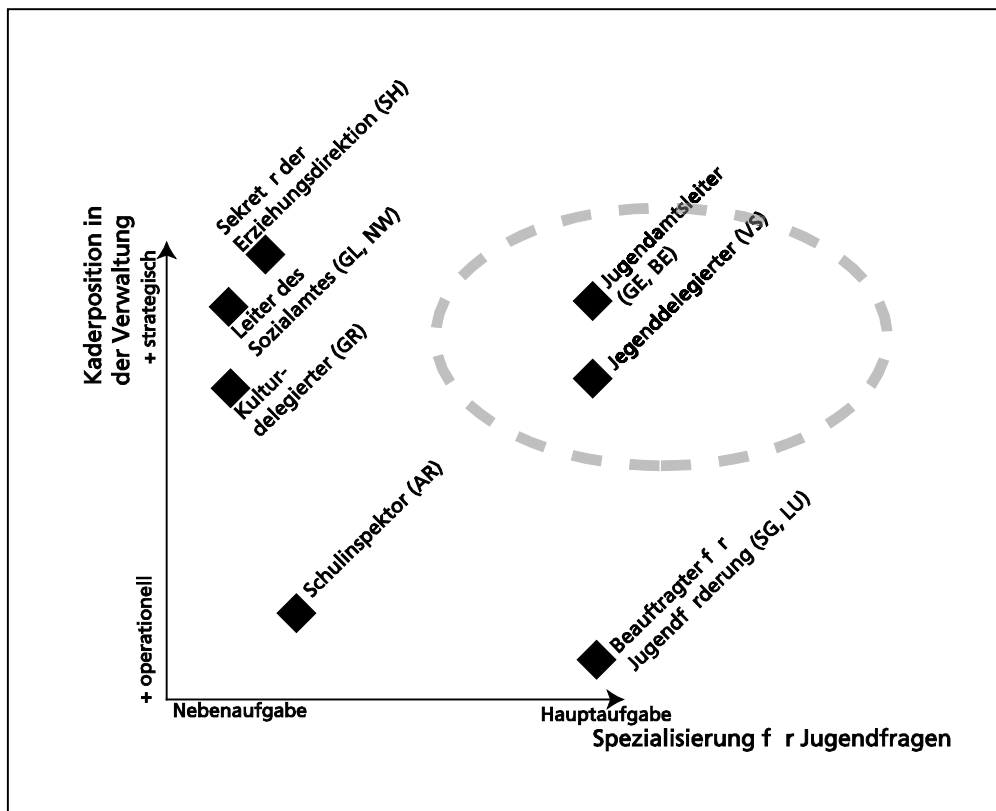 Sekret r der
Erziehungsdirektion (SH)
Leiter des
Sozialamtes (GL, NW)
Kultur-
delegierter (GR)
Jugendamtsleiter
(GE, BE)
Jegenddelegierter (VS)
Kaderposition in
der Verwaltung
+ strategisch
Schulinspektor (AR)
Beauftragter f r
Jugendf rderung (SG, LU)
+ operationell
Nebenaufgabe
Hauptaufgabe
Spezialisierung f r Jugendfragen